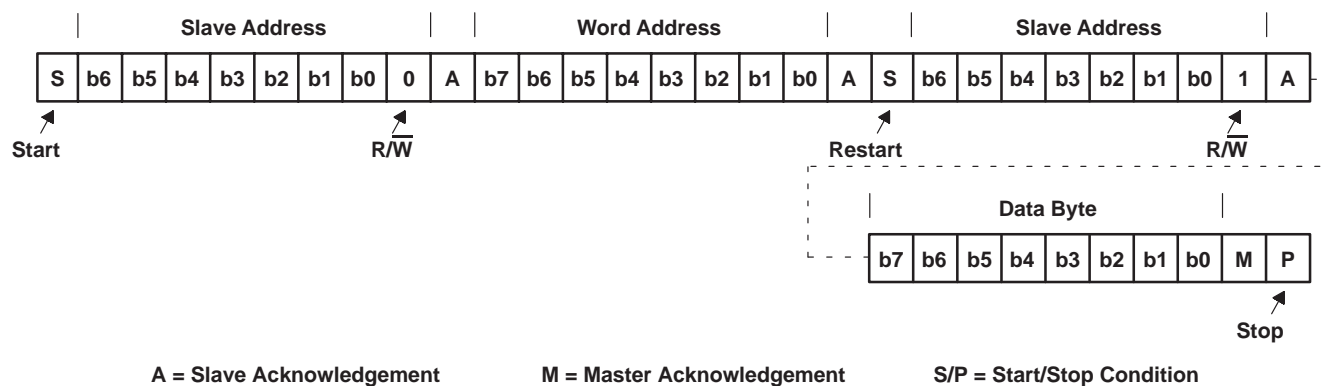 Slave Address Word Address Slave Address
S b6 b5 b4 b3 b2 b1 b0 0 A b7 b6 b5 b4 b3 b2 b1 b0 A S b6 b5 b4 b3 b2 b1 b0 1 A
Start R/W̅ Restart R/W̅
Data Byte
b7 b6 b5 b4 b3 b2 b1 b0 M P
Stop
A = Slave Acknowledgement M = Master Acknowledgement S/P = Start/Stop Condition